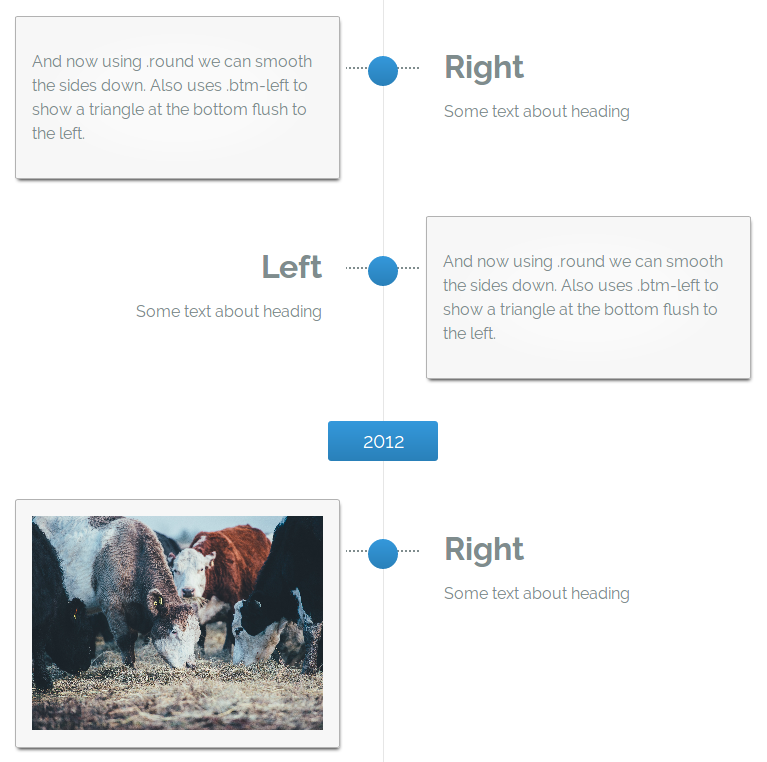 And now using .round we can smooth
the sides down. Also uses .btm-left to
show a triangle at the bottom flush to
the left.
Right
Some text about heading
Left
Some text about heading
And now using .round we can smooth
the sides down. Also uses .btm-left to
show a triangle at the bottom flush to
the left.
2012
Right
Some text about heading